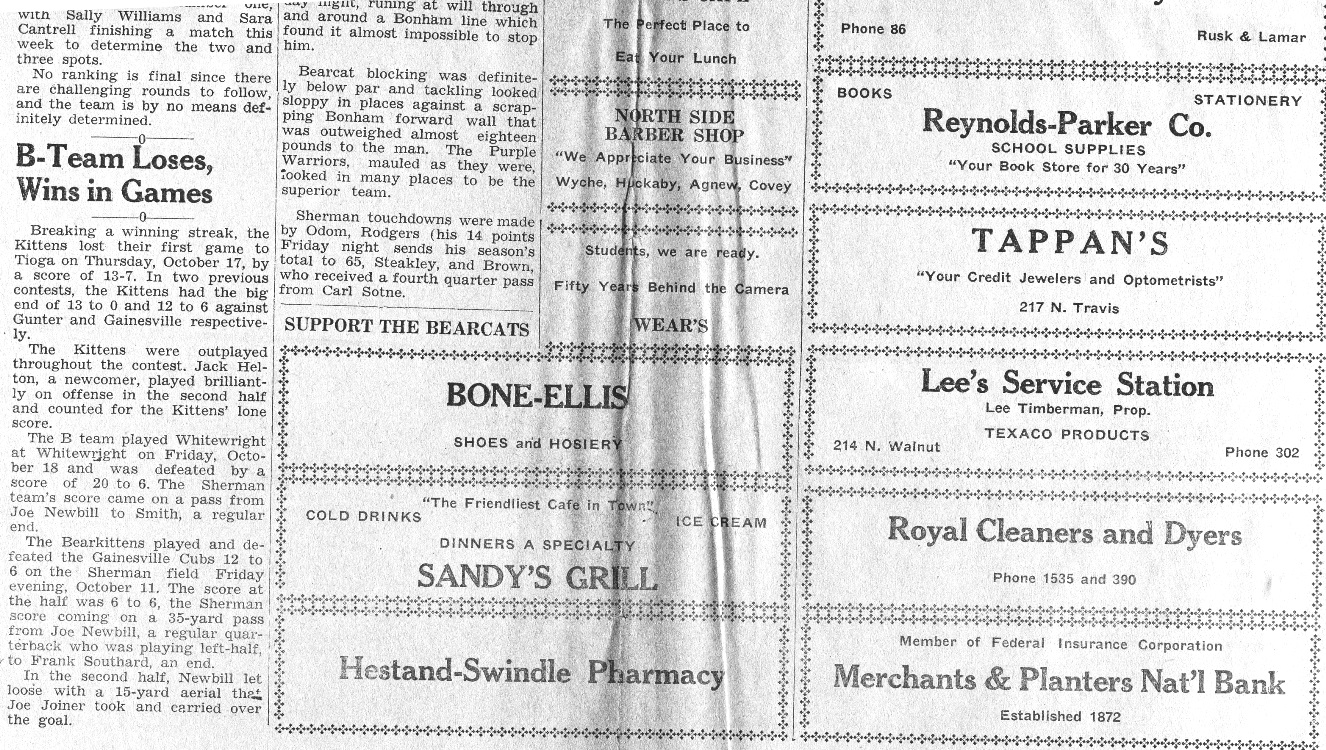 with Sally Williams and Sara
Cantrell finishing a match this
week to determine the two and
three spots.
No ranking is final since there
are challenging rounds to follow,
and the team is by no means def-
initely determined.
B-Team Loses,
Wins in Games
Breaking a winning streak, the
Kittens lost their first game to
Tioga on Thursday, October 17, by
a score of 13-7. In two previous
contests, the Kittens had the big
end of 13 to 0 and 12 to 6 against
Gunter and Gainesville respective-
ly.
The Kittens were outplayed
throughout the contest. Jack Hel-
ton, a newcomer, played brilliant-
ly on offense in the second half
and counted for the Kittens' lone
score.
The B team played Whitewright
at Whitewright on Friday, Octo-
ber 18 and was defeated by a
score of 20 to 6. The Sherman
team's score came on a pass from
Joe Newbill to Smith, a regular
end.
The Bearkittens played and de-
feated the Gainesville Cubs 12 to
6 on the Sherman field Friday
evening, October 11. The score at
the half was 6 to 6, the Sherman
score coming on a 35-yard pass
from Joe Newbill, a regular quar-
terback who was playing left-half,
to Frank Southard, an end.
In the second half, Newbill let
loose with a 15-yard aerial that
Joe Joiner took and carried over
the goal.
night, runing at will through
and around a Bonham line which
found it almost impossible to stop
him.
Bearcat blocking was definite-
ly below par and tackling looked
sloppy in places against a scrap-
ping Bonham forward wall that
was outweighed almost eighteen
pounds to the man. The Purple
Warriors, mauled as they were,
looked in many places to be the
superior team.
Sherman touchdowns were made
by Odom, Rodgers (his 14 points
Friday night sends his season's
total to 65, Steakley, and Brown,
who received a fourth quarter pass
from Carl Sotne.
SUPPORT THE BEARCATS
The Perfect Place to
Eat Your Lunch
NORTH SIDE
BARBER SHOP
"We Appreciate Your Business"
Wyche, Huckaby, Agnew, Covey
Students, we are ready.
Fifty Years Behind the Camera
WEAR'S
BONE-ELLIS
SHOES and HOSIERY
"The Friendliest Cafe in Town"
COLD DRINKS
ICE CREAM
DINNERS A SPECIALTY
SANDY'S GRILL
Hestand-Swindle Pharmacy
Phone 86
Rusk & Lamar
BOOKS
STATIONERY
Reynolds-Parker Co.
SCHOOL SUPPLIES
"Your Book Store for 30 Years"
TAPPAN'S
"Your Credit Jewelers and Optometrists"
217 N. Travis
Lee's Service Station
Lee Timberman, Prop.
TEXACO PRODUCTS
214 N. Walnut
Phone 302
Royal Cleaners and Dyers
Phone 1535 and 390
Member of Federal Insurance Corporation
Merchants & Planters Nat'l Bank
Established 1872